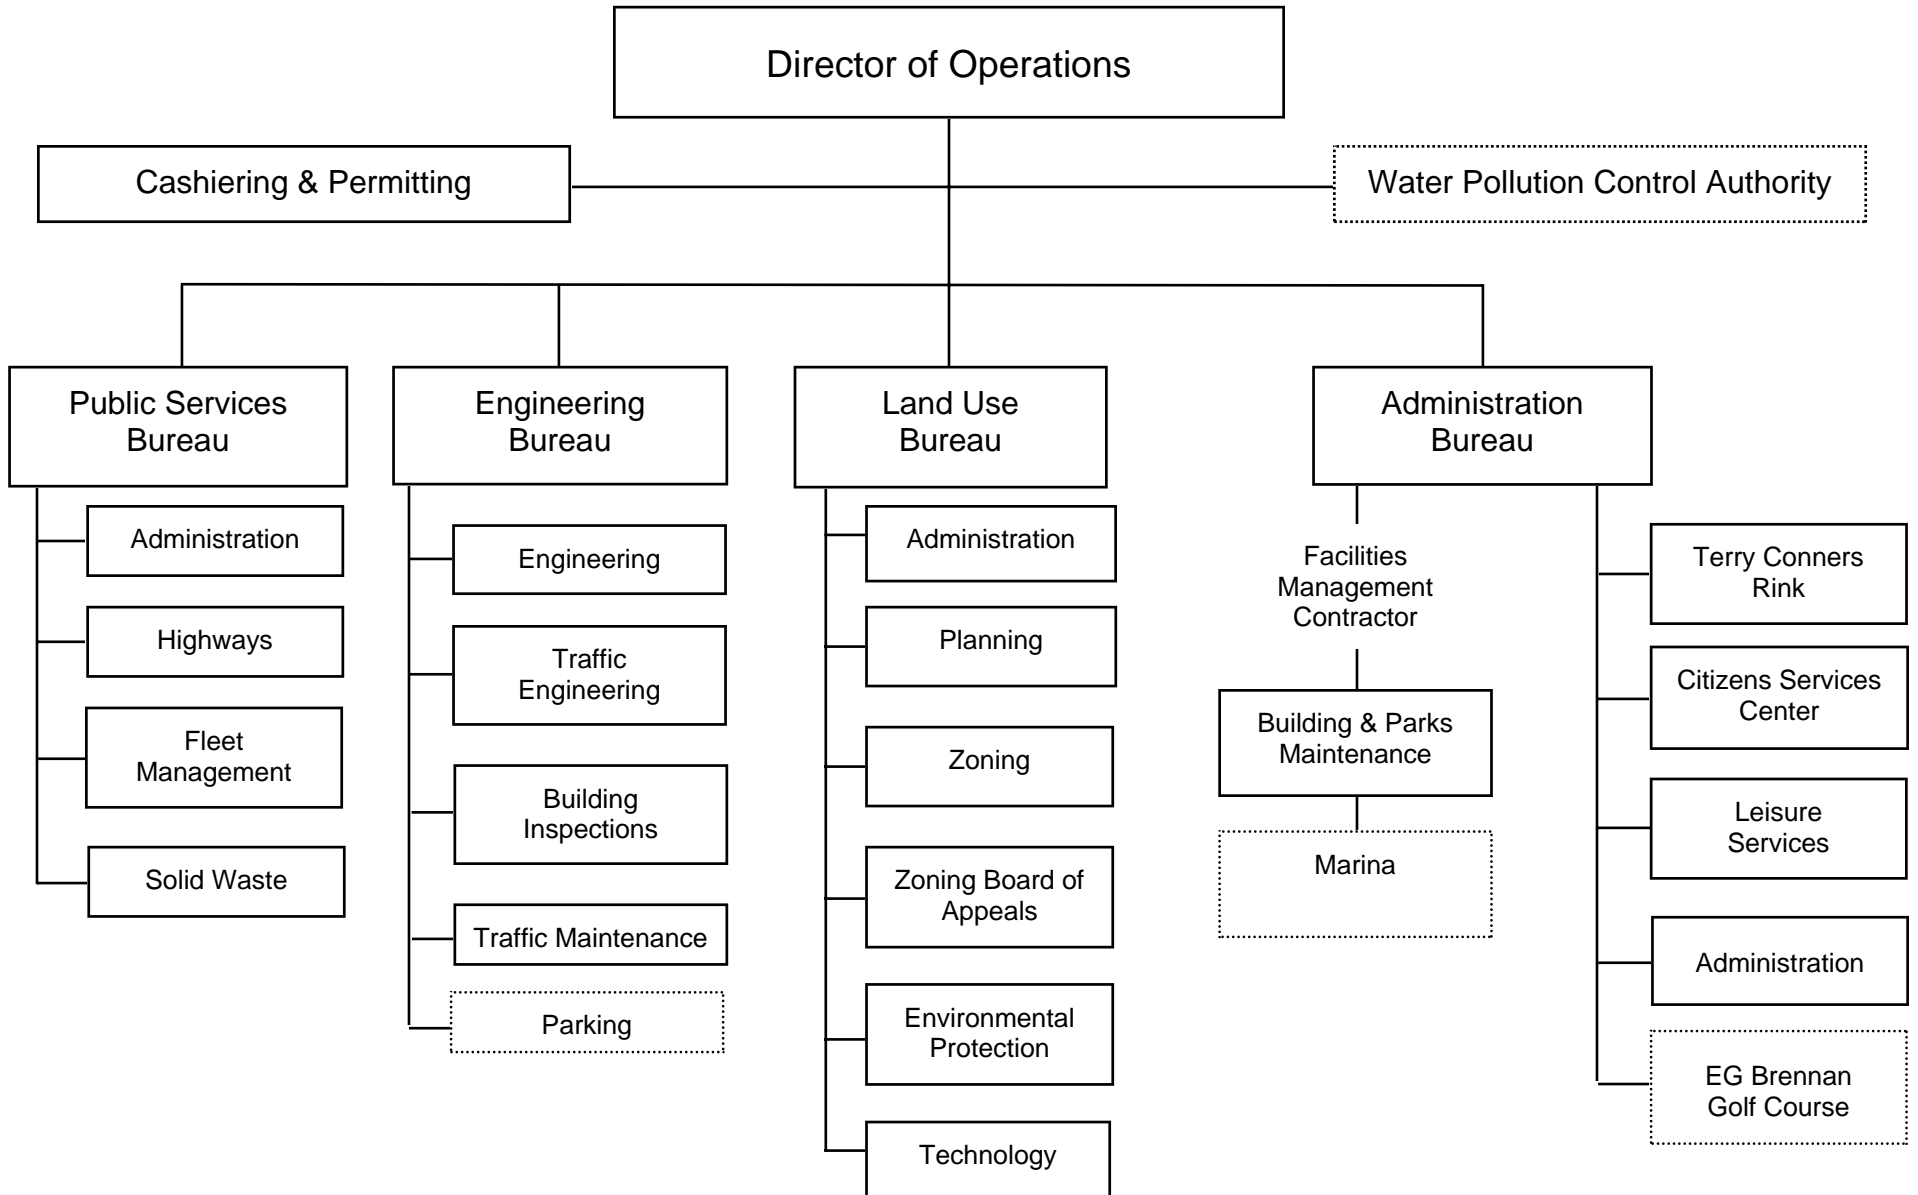 Director of Operations
Cashiering & Permitting
Water Pollution Control Authority
Public Services
Bureau
Administration
Highways
Fleet
Management
Solid Waste
Engineering
Bureau
Engineering
Traffic
Engineering
Building
Inspections
Traffic Maintenance
Parking
Land Use
Bureau
Administration
Planning
Zoning
Zoning Board of
Appeals
Environmental
Protection
Technology
Administration
Bureau
Facilities
Management
Contractor
Building & Parks
Maintenance
Marina
Terry Conners
Rink
Citizens Services
Center
Leisure
Services
Administration
EG Brennan
Golf Course